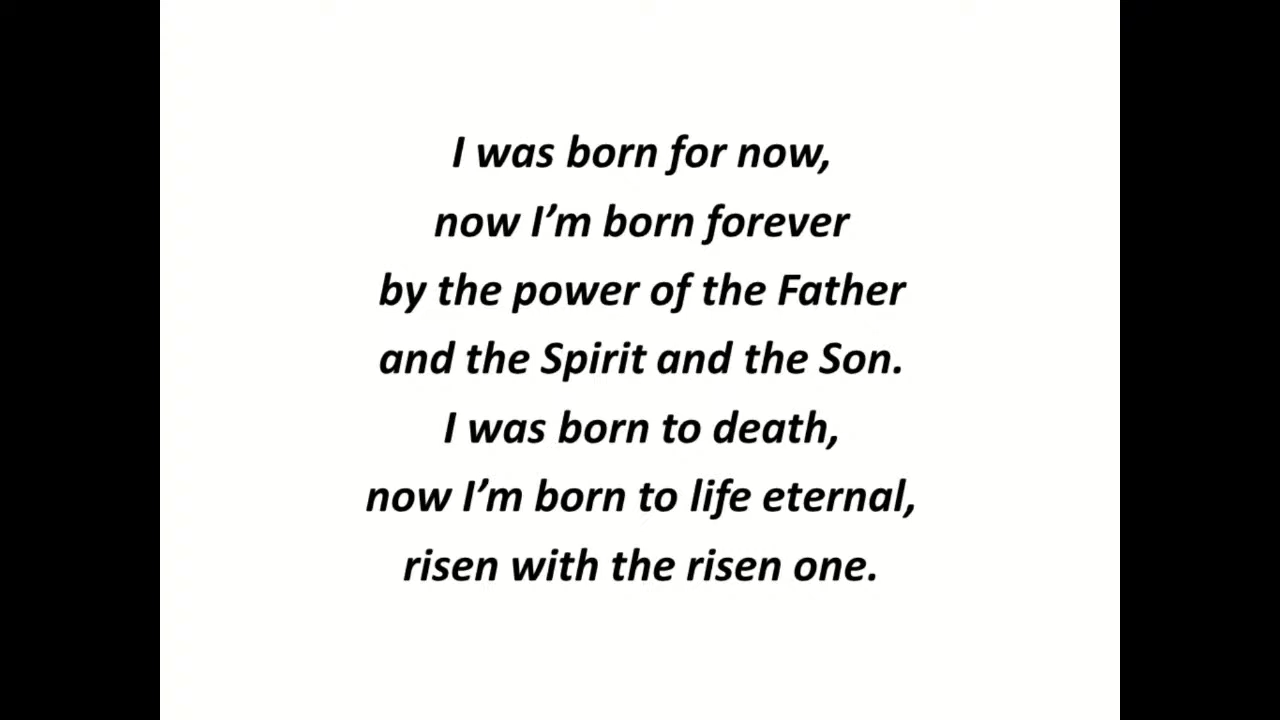 I was born for now,
now I’m born forever
by the power of the Father
and the Spirit and the Son.
I was born to death,
now I’m born to life eternal,
risen with the risen one.